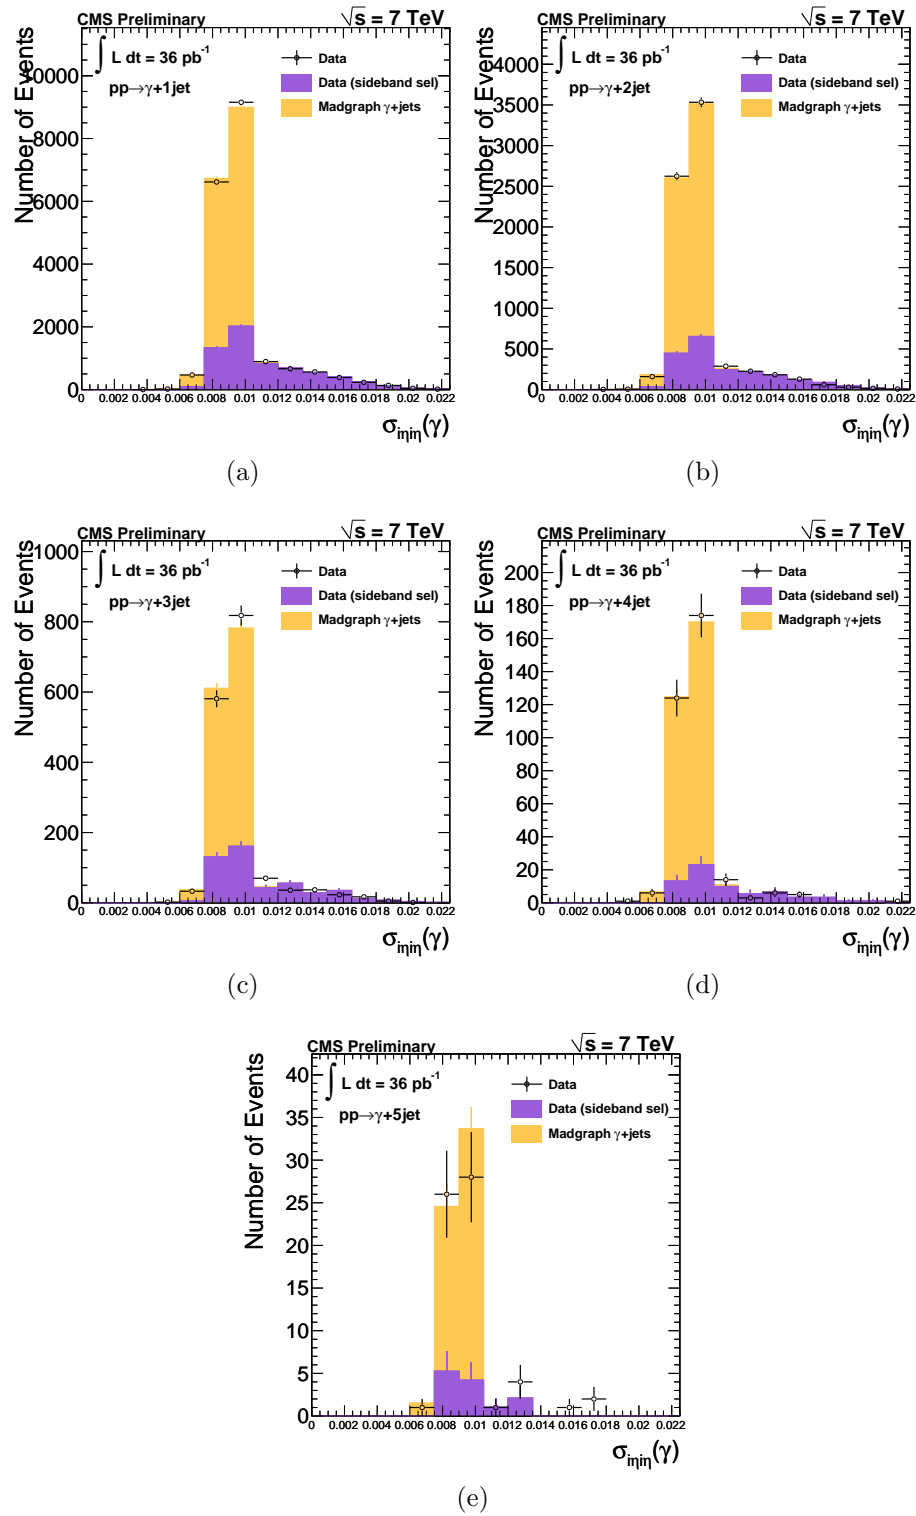 CMS Preliminary √s = 7 TeV
Number of Events
∫ L dt = 36 pb⁻¹
pp→γ+1jet
Data
Data (sideband sel)
Madgraph γ+jets
10000
8000
6000
4000
2000
0
0 0.002 0.004 0.006 0.008 0.01 0.012 0.014 0.016 0.018 0.02 0.022
σiηiη(γ)
(a)
CMS Preliminary √s = 7 TeV
Number of Events
∫ L dt = 36 pb⁻¹
pp→γ+2jet
Data
Data (sideband sel)
Madgraph γ+jets
4000
3500
3000
2500
2000
1500
1000
500
0
0 0.002 0.004 0.006 0.008 0.01 0.012 0.014 0.016 0.018 0.02 0.022
σiηiη(γ)
(b)
CMS Preliminary √s = 7 TeV
Number of Events
∫ L dt = 36 pb⁻¹
pp→γ+3jet
Data
Data (sideband sel)
Madgraph γ+jets
1000
800
600
400
200
0
0 0.002 0.004 0.006 0.008 0.01 0.012 0.014 0.016 0.018 0.02 0.022
σiηiη(γ)
(c)
CMS Preliminary √s = 7 TeV
Number of Events
∫ L dt = 36 pb⁻¹
pp→γ+4jet
Data
Data (sideband sel)
Madgraph γ+jets
200
180
160
140
120
100
80
60
40
20
0
0 0.002 0.004 0.006 0.008 0.01 0.012 0.014 0.016 0.018 0.02 0.022
σiηiη(γ)
(d)
CMS Preliminary √s = 7 TeV
Number of Events
∫ L dt = 36 pb⁻¹
pp→γ+5jet
Data
Data (sideband sel)
Madgraph γ+jets
40
35
30
25
20
15
10
5
0
0 0.002 0.004 0.006 0.008 0.01 0.012 0.014 0.016 0.018 0.02 0.022
σiηiη(γ)
(e)